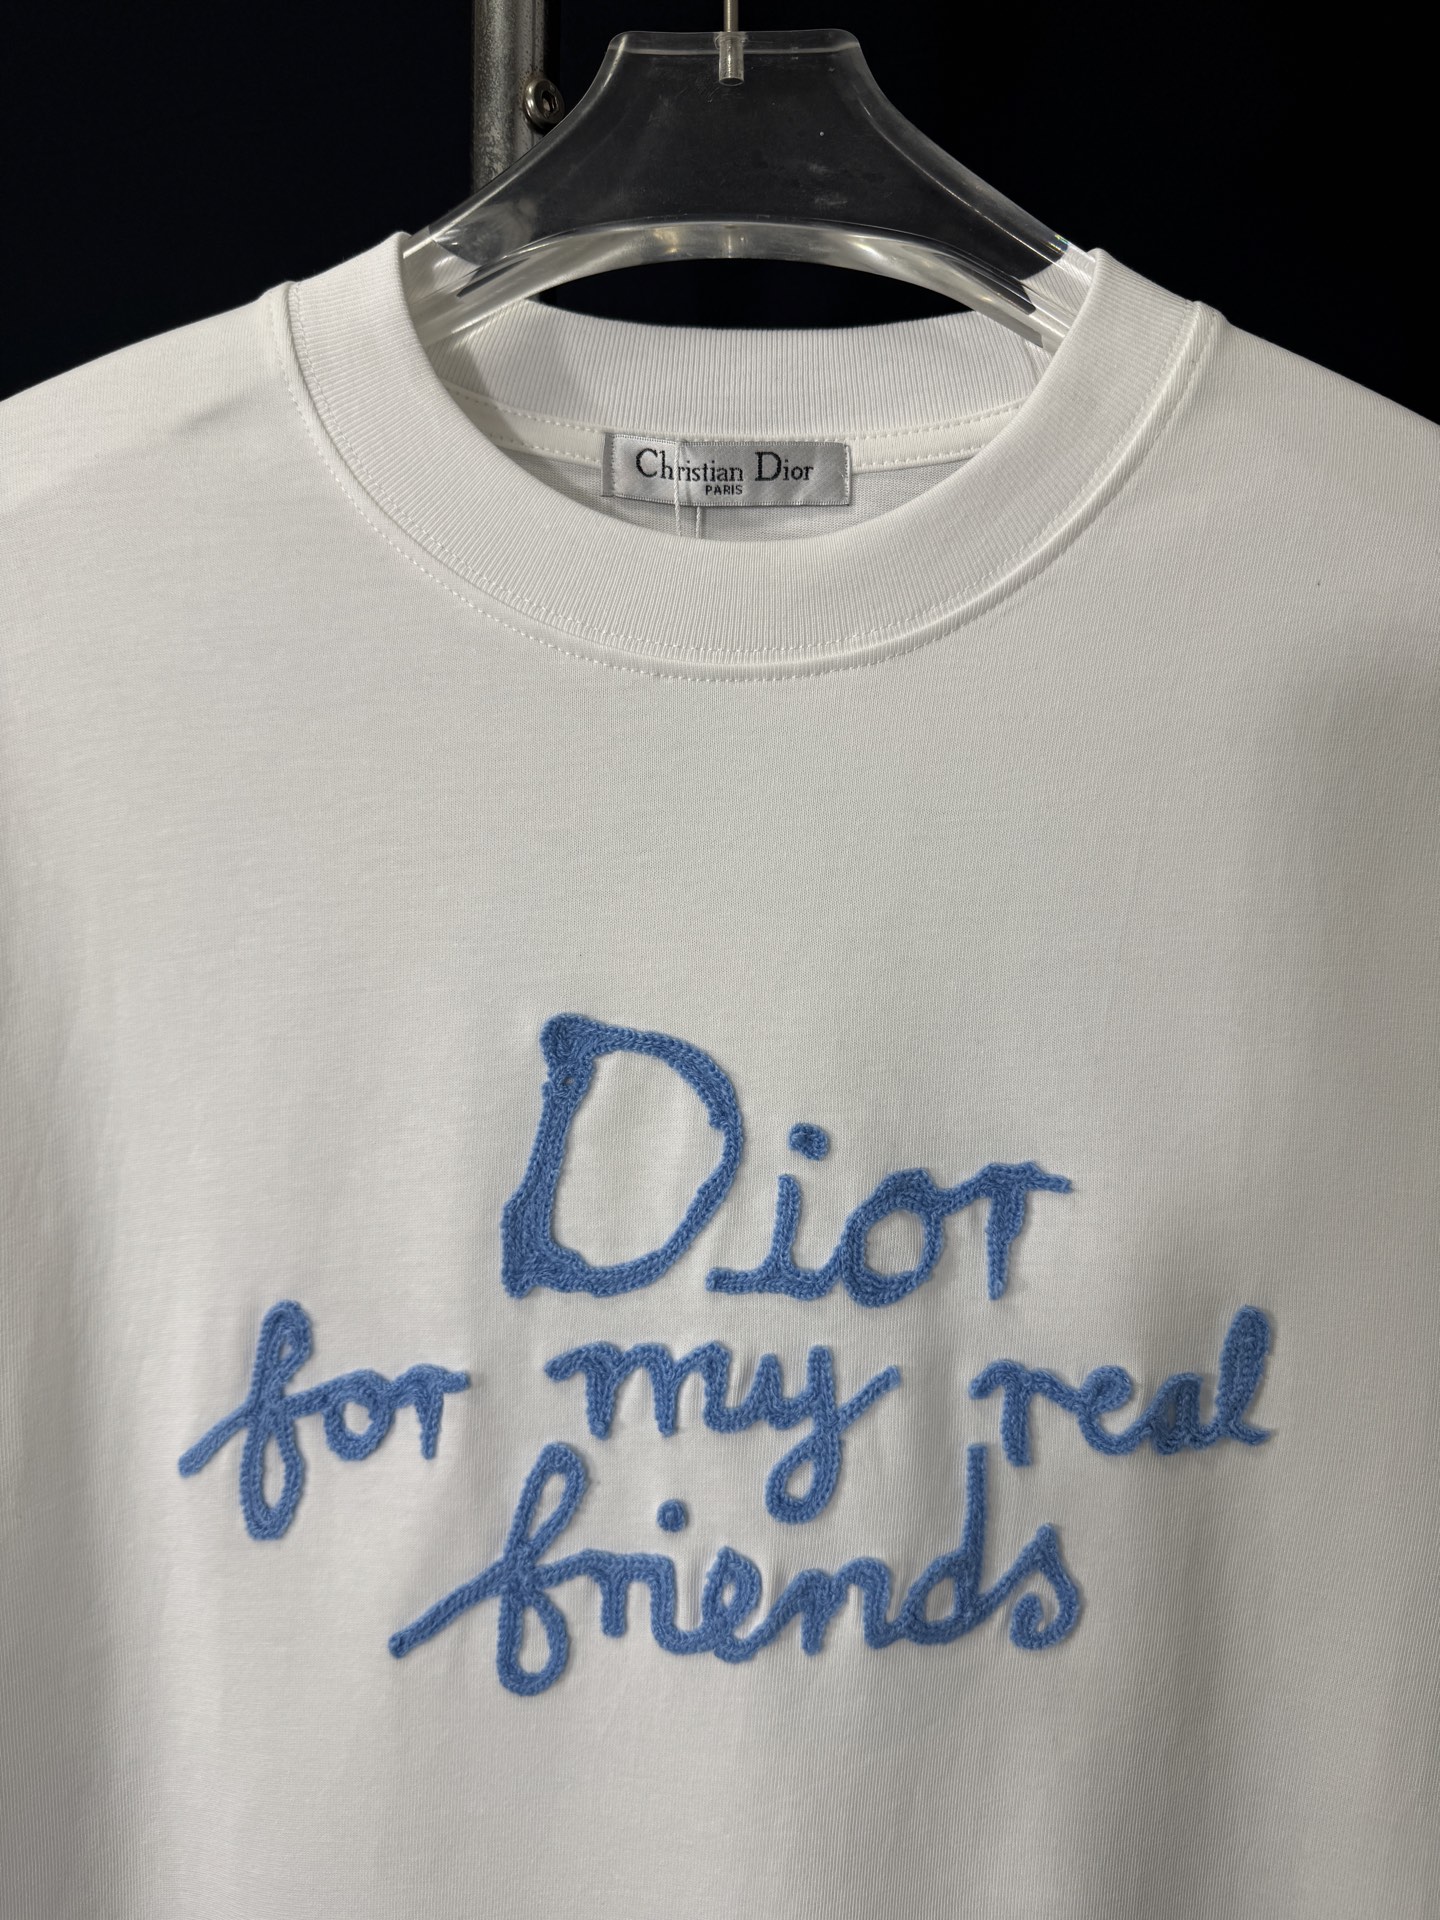 Christian Dior
PARIS
Dior
for my real
friends